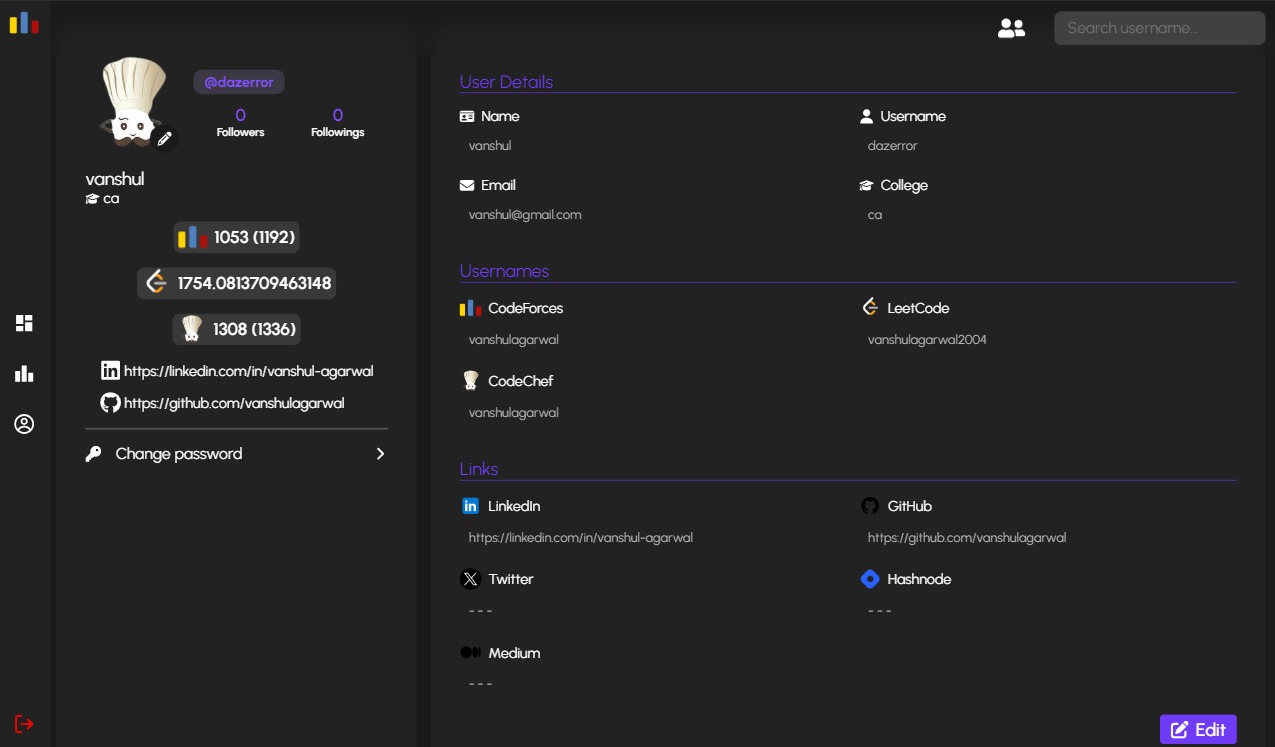 Search username...
@dazerror
0 0
Followers Followings
vanshul
ca
1053 (1192)
1754.0813709463148
1308 (1336)
https://linkedin.com/in/vanshul-agarwal
https://github.com/vanshulagarwal
Change password
User Details
Name Username
vanshul dazerror
Email College
vanshul@gmail.com ca
Usernames
CodeForces LeetCode
vanshulagarwal vanshulagarwal2004
CodeChef
vanshulagarwal
Links
LinkedIn GitHub
https://linkedin.com/in/vanshul-agarwal https://github.com/vanshulagarwal
Twitter Hashnode
--- ---
Medium
---
Edit